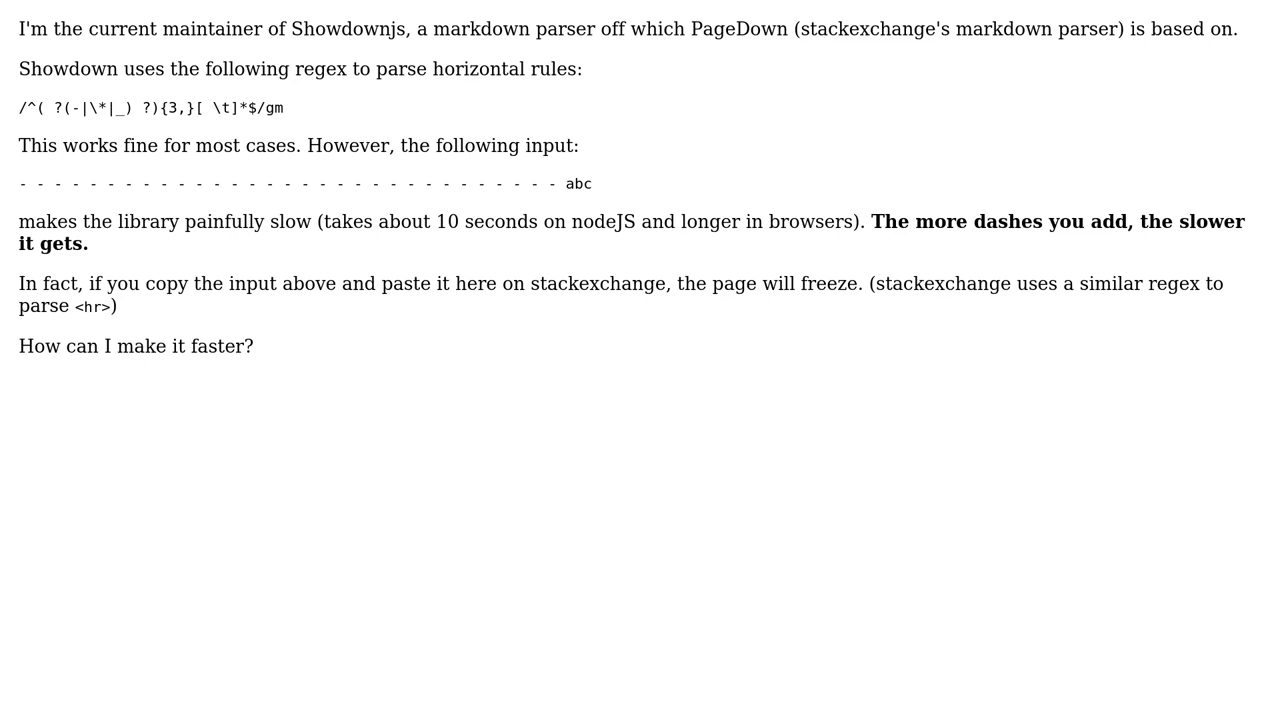 I'm the current maintainer of Showdownjs, a markdown parser off which PageDown (stackexchange's markdown parser) is based on.
Showdown uses the following regex to parse horizontal rules:
/^( ?(-|\*|_) ?){3,}[ \t]*$/gm
This works fine for most cases. However, the following input:
- - - - - - - - - - - - - - - - - - - - - - - - - - - - - - - abc
makes the library painfully slow (takes about 10 seconds on nodeJS and longer in browsers). The more dashes you add, the slower
it gets.
In fact, if you copy the input above and paste it here on stackexchange, the page will freeze. (stackexchange uses a similar regex to
parse <hr>)
How can I make it faster?